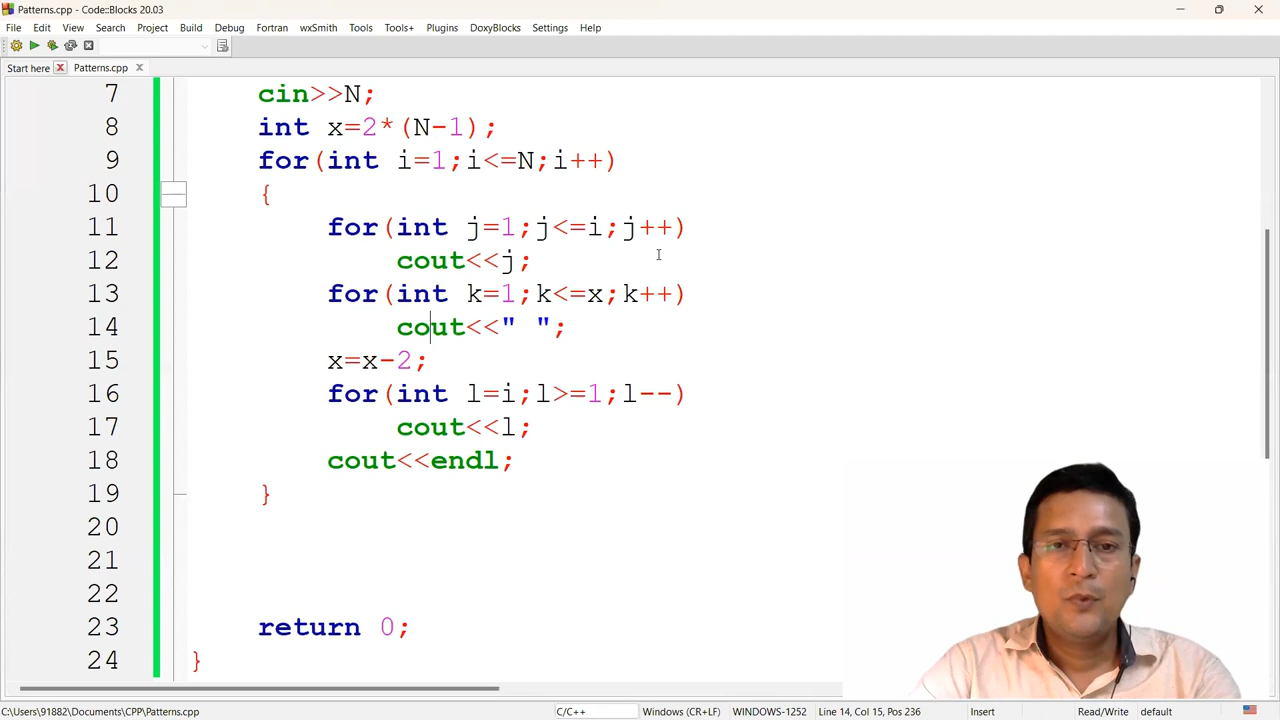 Patterns.cpp - Code::Blocks 20.03
File Edit View Search Project Build Debug Fortran wxSmith Tools Tools+ Plugins DoxyBlocks Settings Help
Start here Patterns.cpp
7 cin>>N;
8 int x=2*(N-1);
9 for(int i=1;i<=N;i++)
10 {
11 for(int j=1;j<=i;j++)
12 cout<<j;
13 for(int k=1;k<=x;k++)
14 cout<<" ";
15 x=x-2;
16 for(int l=i;l>=1;l--)
17 cout<<l;
18 cout<<endl;
19 }
20
21
22
23 return 0;
24 }
C:\Users\91882\Documents\CPP\Patterns.cpp C/C++ Windows (CR+LF) WINDOWS-1252 Line 14, Col 15, Pos 236 Insert Read/Write default